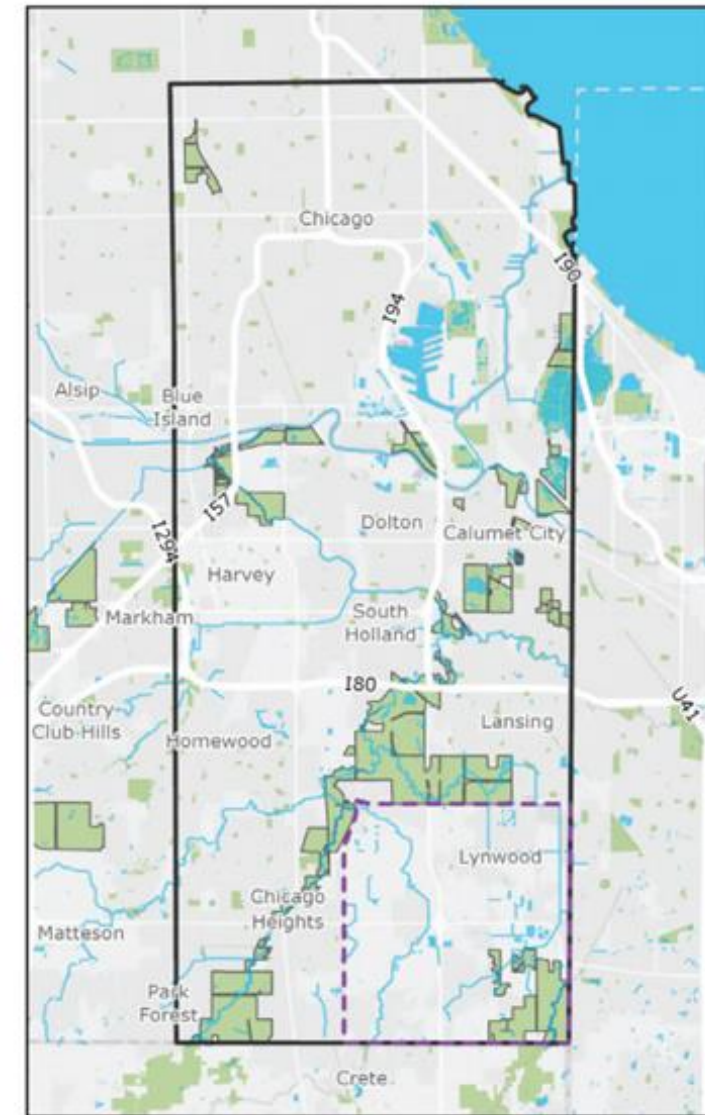 Chicago
I90
I94
Alsip
Blue
Island
I57
Dolton
Calumet City
I294
Harvey
Markham
South
Holland
I80
U41
Country
Club Hills
Lansing
Homewood
Lynwood
Chicago
Heights
Matteson
Park
Forest
Crete